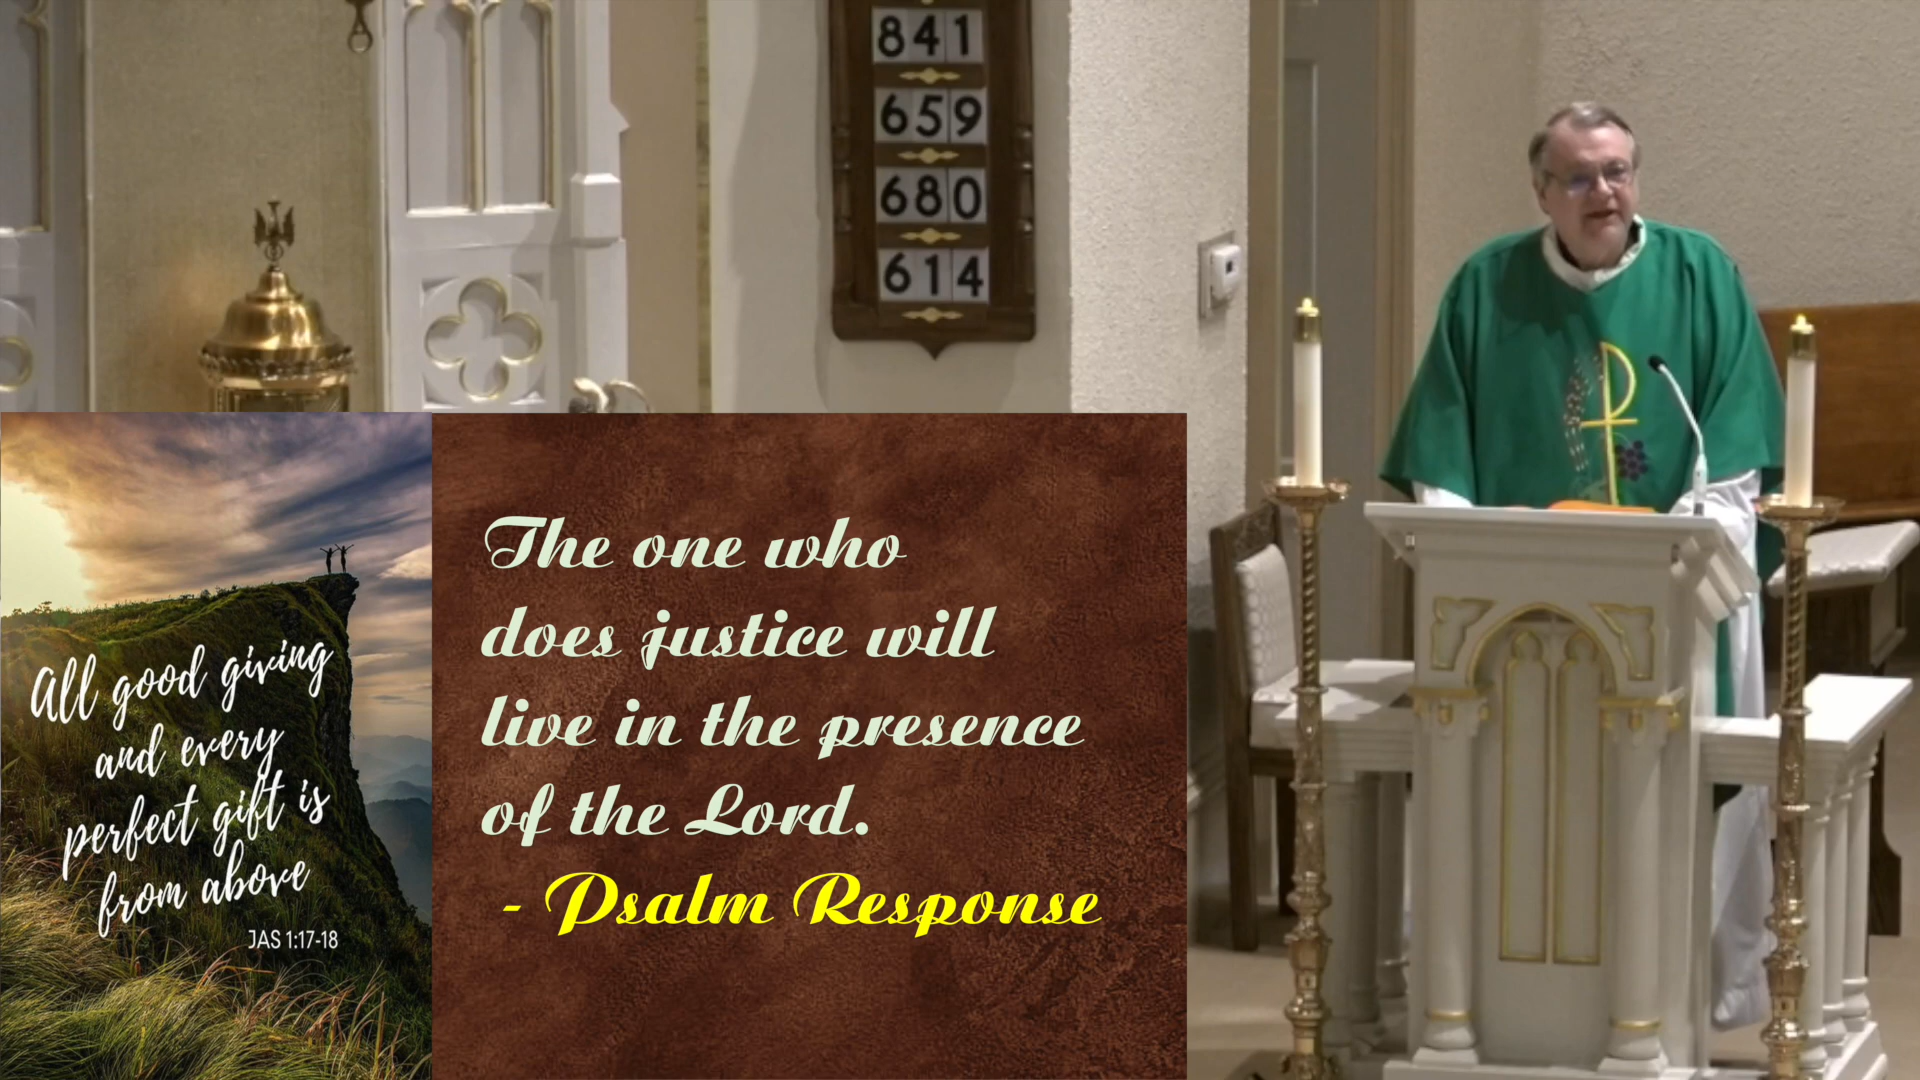 841
659
680
614
All good giving
and every
perfect gift is
from above
JAS 1:17-18
The one who
does justice will
live in the presence
of the Lord.
- Psalm Response